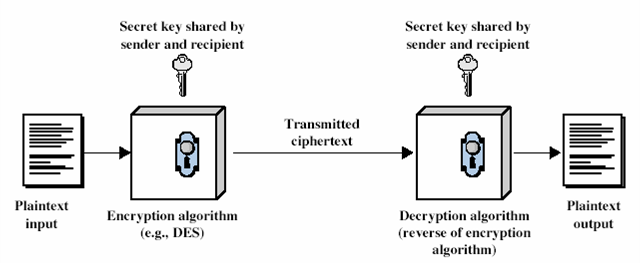 Secret key shared by
sender and recipient
Secret key shared by
sender and recipient
Transmitted
ciphertext
Plaintext
input
Encryption algorithm
(e.g., DES)
Decryption algorithm
(reverse of encryption
algorithm)
Plaintext
output